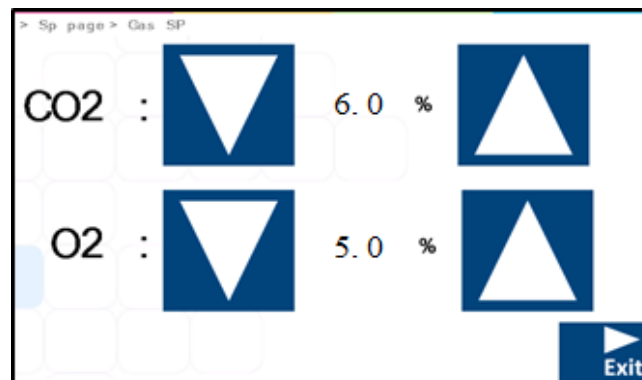 > Sp page > Gas SP
CO2 : 6.0 %
O2 : 5.0 %
Exit